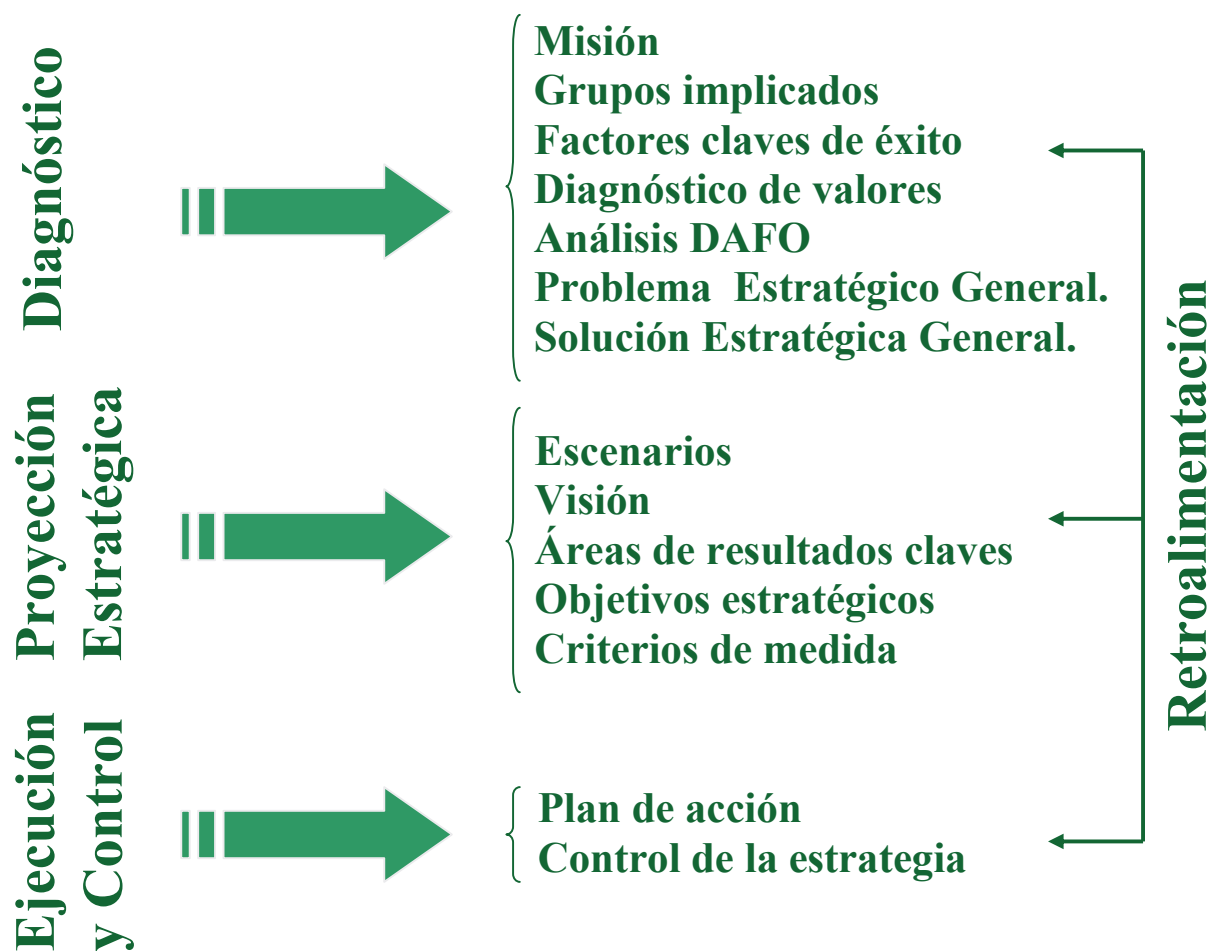 Diagnóstico
Misión
Grupos implicados
Factores claves de éxito
Diagnóstico de valores
Análisis DAFO
Problema  Estratégico General.
Solución Estratégica General.
Proyección
Estratégica
Escenarios
Visión
Áreas de resultados claves
Objetivos estratégicos
Criterios de medida
Ejecución
y Control
Plan de acción
Control de la estrategia
Retroalimentación